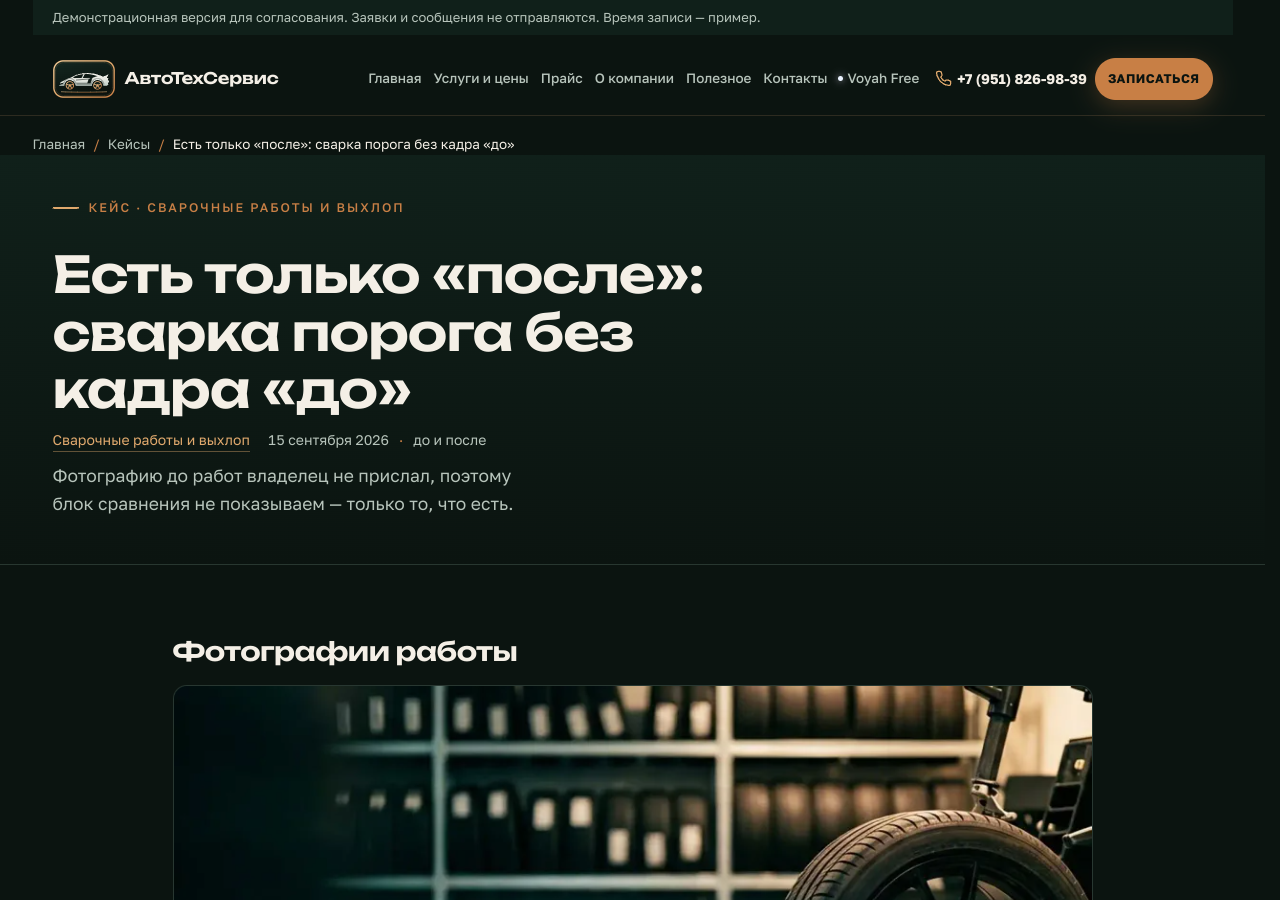 Демонстрационная версия для согласования. Заявки и сообщения не отправляются. Время записи — пример.
АвтоТехСервис
Главная Услуги и цены Прайс О компании Полезное Контакты Voyah Free +7 (951) 826-98-39 ЗАПИСАТЬСЯ
Главная / Кейсы / Есть только «после»: сварка порога без кадра «до»
КЕЙС · СВАРОЧНЫЕ РАБОТЫ И ВЫХЛОП
Есть только «после»:
сварка порога без
кадра «до»
Сварочные работы и выхлоп 15 сентября 2026 · до и после
Фотографию до работ владелец не прислал, поэтому
блок сравнения не показываем — только то, что есть.
Фотографии работы